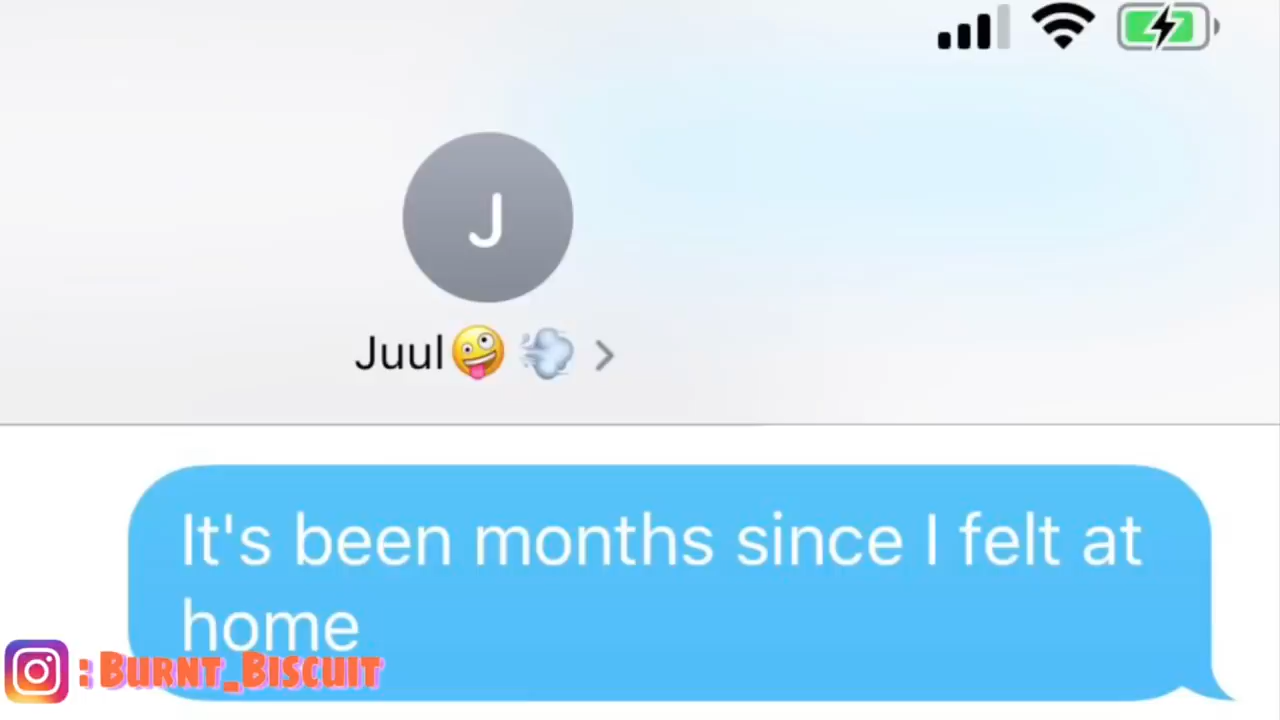 J
Juul🤪 💨 >
It's been months since I felt at
home
: Burnt_Biscuit